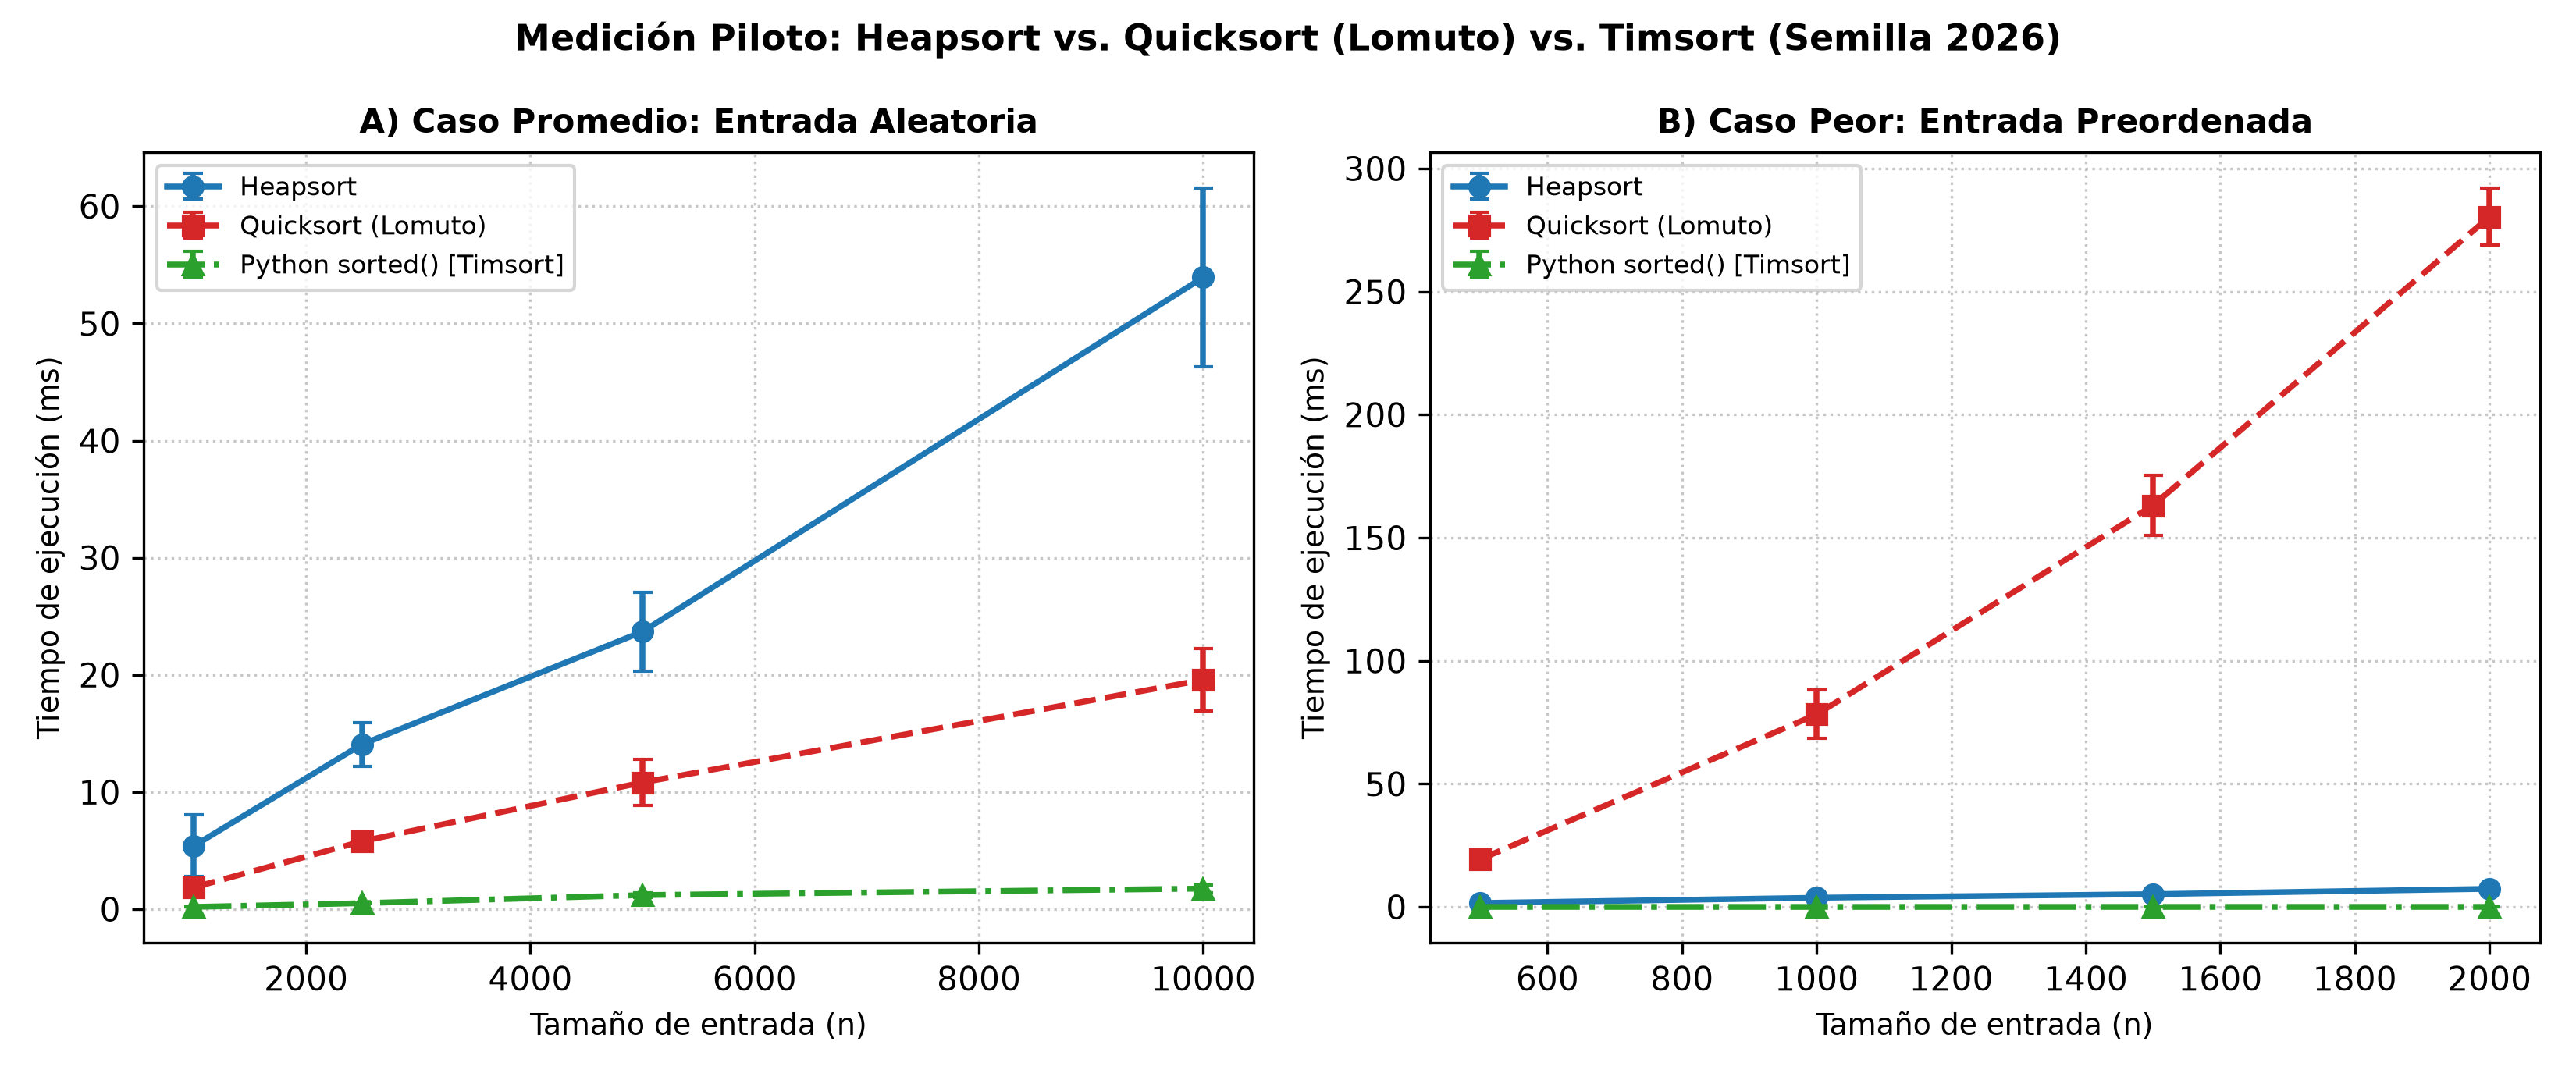 Medición Piloto: Heapsort vs. Quicksort (Lomuto) vs. Timsort (Semilla 2026)
A) Caso Promedio: Entrada Aleatoria
Heapsort
Quicksort (Lomuto)
Python sorted() [Timsort]
60
50
40
30
20
10
0
Tiempo de ejecución (ms)
2000 4000 6000 8000 10000
Tamaño de entrada (n)
B) Caso Peor: Entrada Preordenada
Heapsort
Quicksort (Lomuto)
Python sorted() [Timsort]
300
250
200
150
100
50
0
Tiempo de ejecución (ms)
600 800 1000 1200 1400 1600 1800 2000
Tamaño de entrada (n)